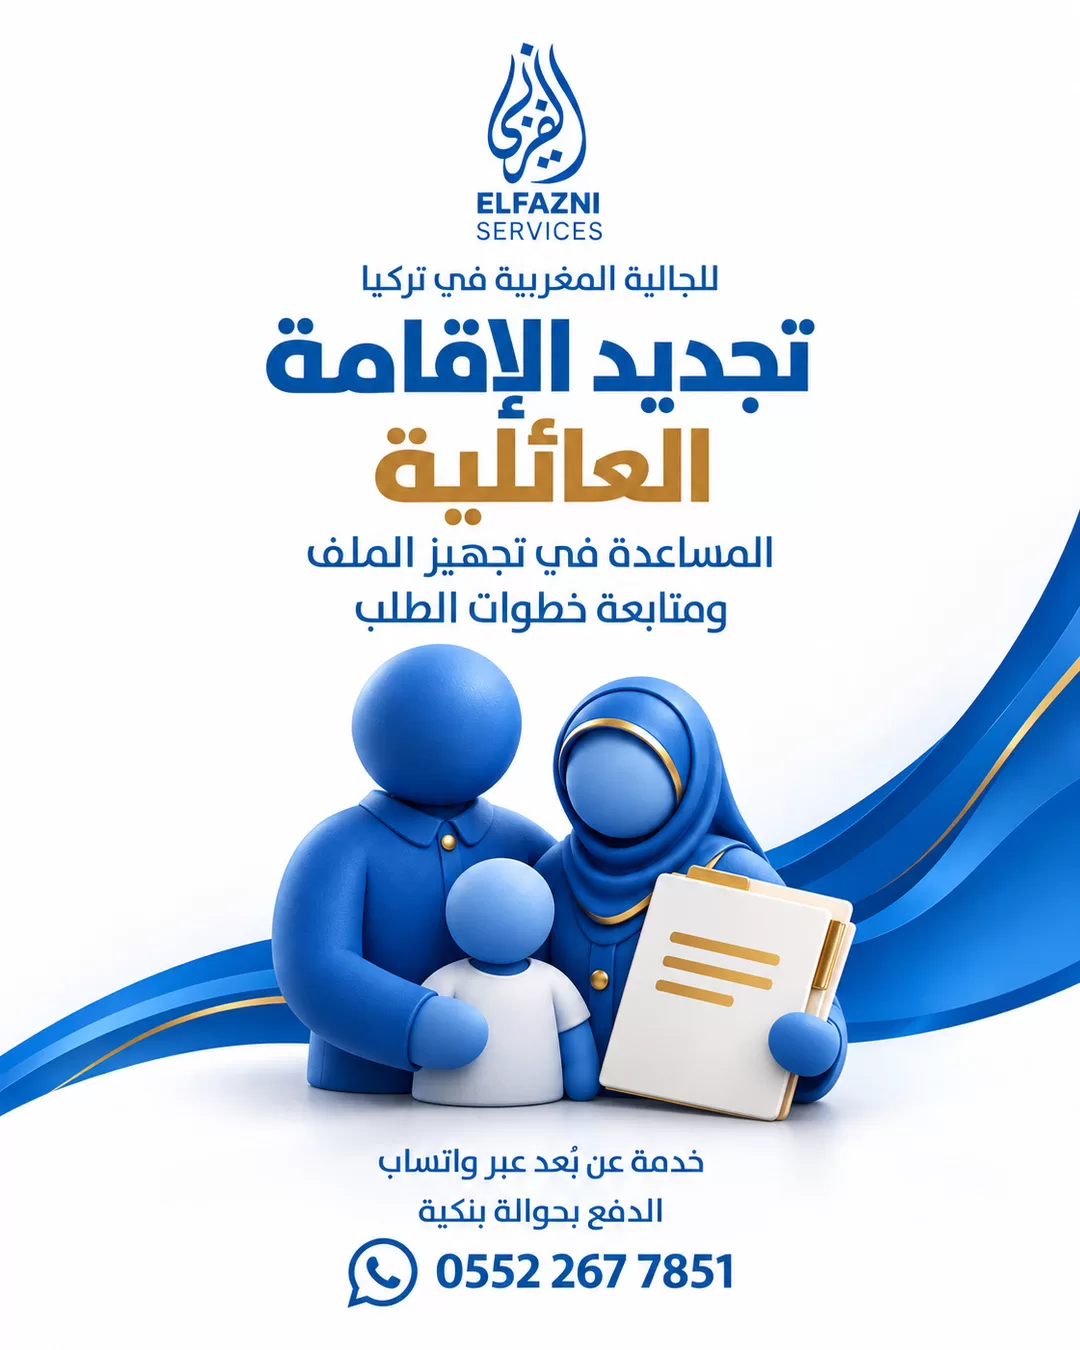 الفزني
ELFAZNI
SERVICES
للجالية المغربية في تركيا
تجديد الإقامة
العائلية
المساعدة في تجهيز الملف
ومتابعة خطوات الطلب
خدمة عن بُعد عبر واتساب
الدفع بحوالة بنكية
0552 267 7851